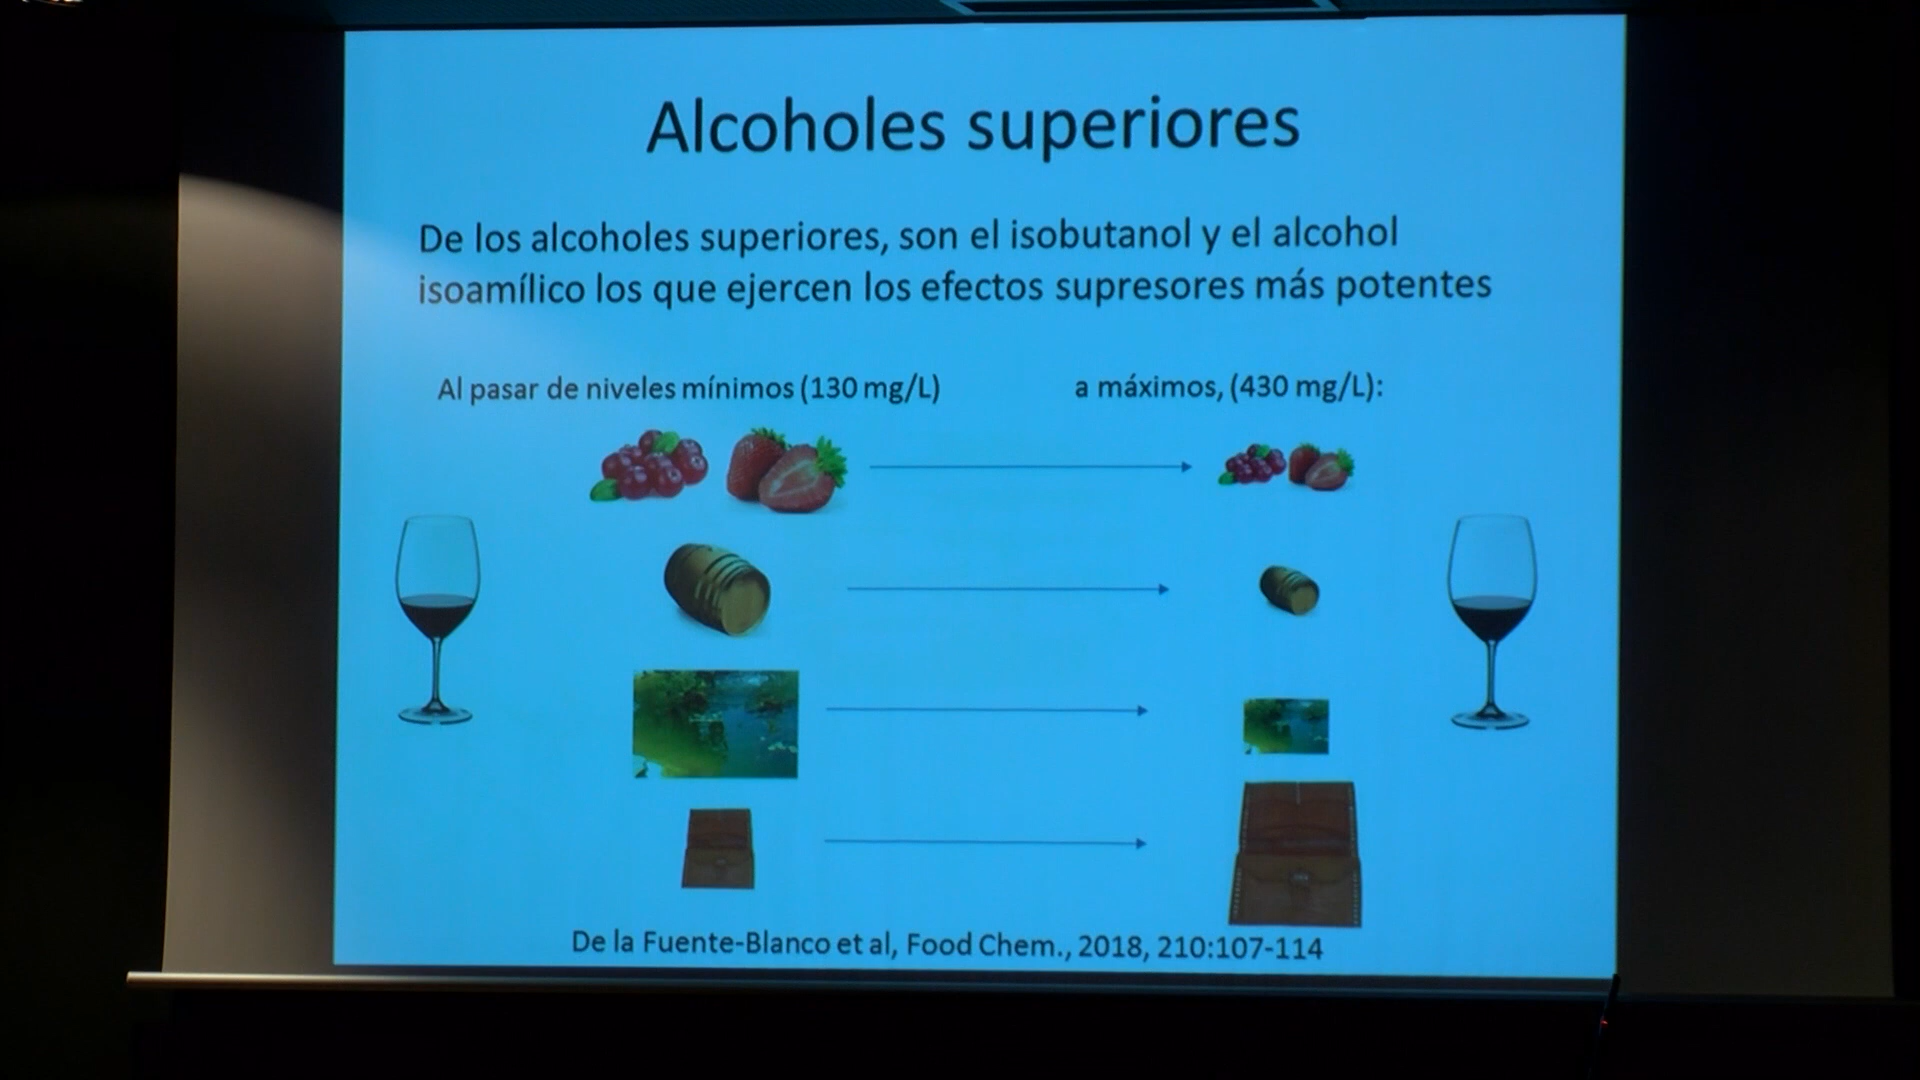 Alcoholes superiores
De los alcoholes superiores, son el isobutanol y el alcohol
isoamílico los que ejercen los efectos supresores más potentes
Al pasar de niveles mínimos (130 mg/L) a máximos, (430 mg/L):
De la Fuente-Blanco et al, Food Chem., 2018, 210:107-114